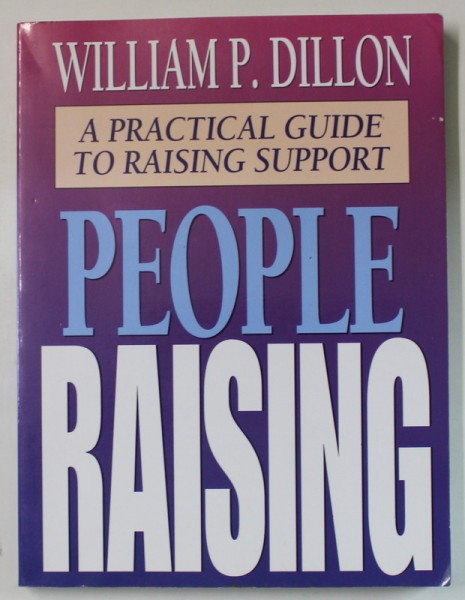 WILLIAM P. DILLON
A PRACTICAL GUIDE
TO RAISING SUPPORT
PEOPLE
RAISING